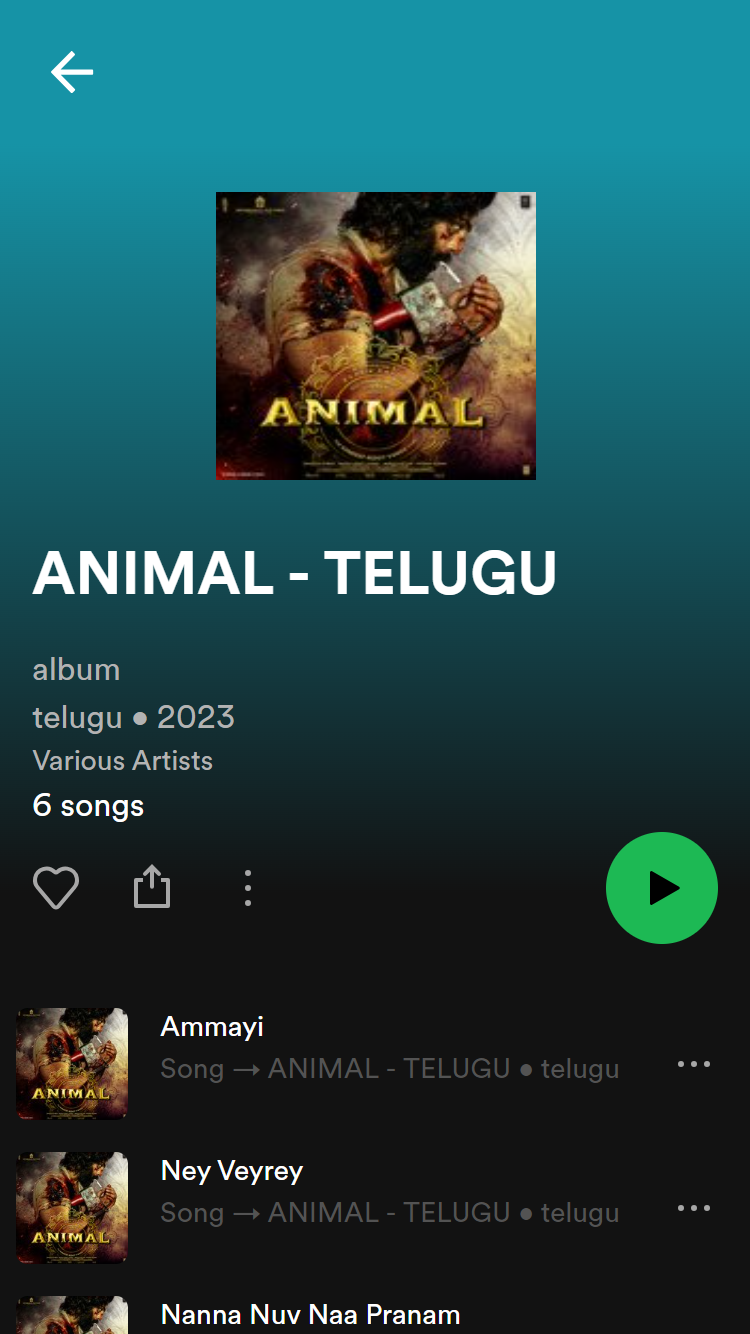 ANIMAL
ANIMAL - TELUGU
album
telugu • 2023
Various Artists
6 songs
Ammayi
Song → ANIMAL - TELUGU • telugu
ANIMAL
Ney Veyrey
Song → ANIMAL - TELUGU • telugu
ANIMAL
Nanna Nuv Naa Pranam